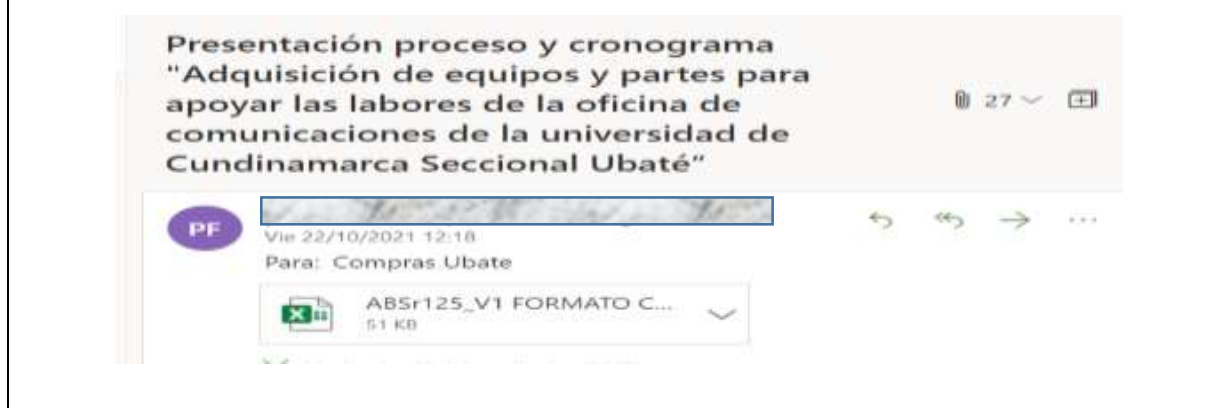 Presentación proceso y cronograma
"Adquisición de equipos y partes para
apoyar las labores de la oficina de
comunicaciones de la universidad de
Cundinamarca Seccional Ubaté"
27
PF
Vie 22/10/2021 12:18
Para: Compras Ubate
ABSr125_V1 FORMATO C...
51 KB